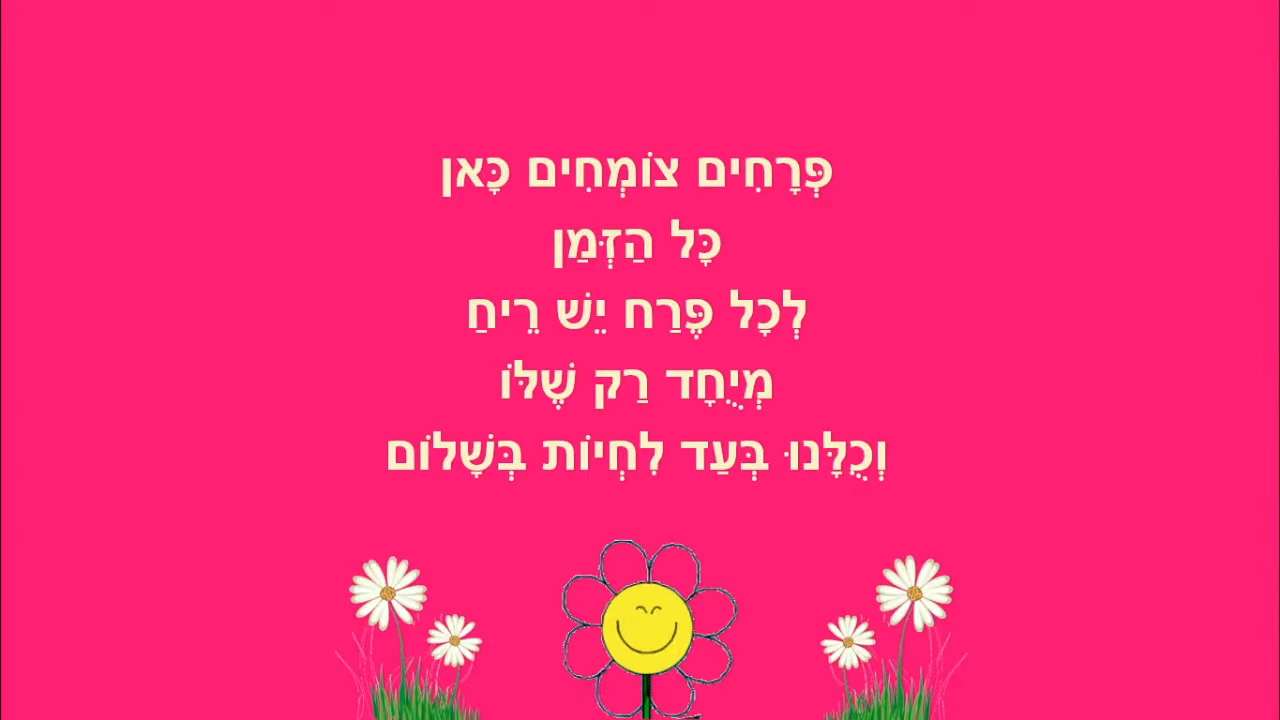 פְּרָחִים צוֹמְחִים כָּאן
כָּל הַזְּמַן
לְכָל פֶּרַח יֵשׁ רֵיחַ
מְיֻחָד רַק שֶׁלּוֹ
וְכֻלָּנוּ בְּעַד לִחְיוֹת בְּשָׁלוֹם